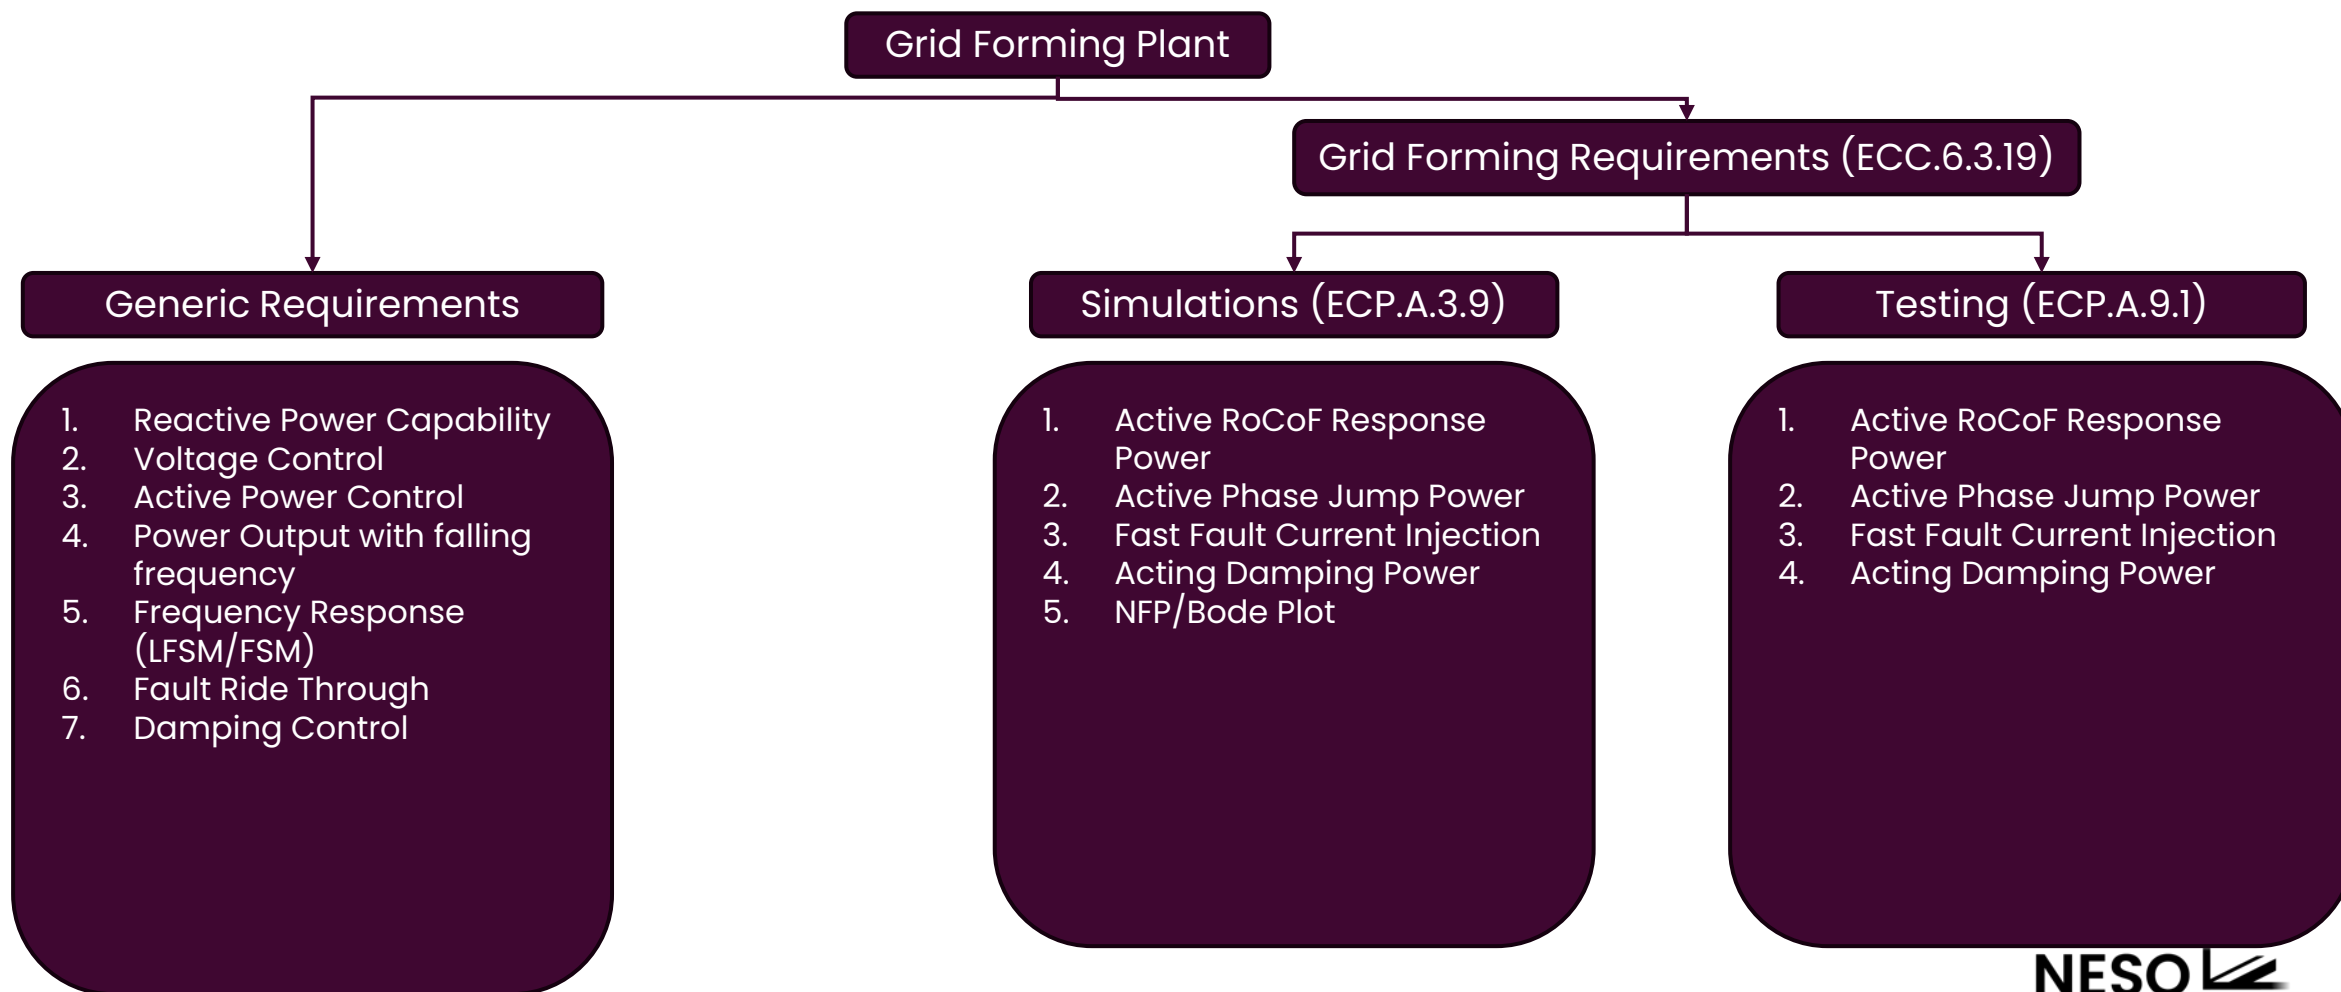 Grid Forming Plant
Grid Forming Requirements (ECC.6.3.19)
Generic Requirements
1. Reactive Power Capability
2. Voltage Control
3. Active Power Control
4. Power Output with falling
frequency
5. Frequency Response
(LFSM/FSM)
6. Fault Ride Through
7. Damping Control
Simulations (ECP.A.3.9)
1. Active RoCoF Response
Power
2. Active Phase Jump Power
3. Fast Fault Current Injection
4. Acting Damping Power
5. NFP/Bode Plot
Testing (ECP.A.9.1)
1. Active RoCoF Response
Power
2. Active Phase Jump Power
3. Fast Fault Current Injection
4. Acting Damping Power
NESO